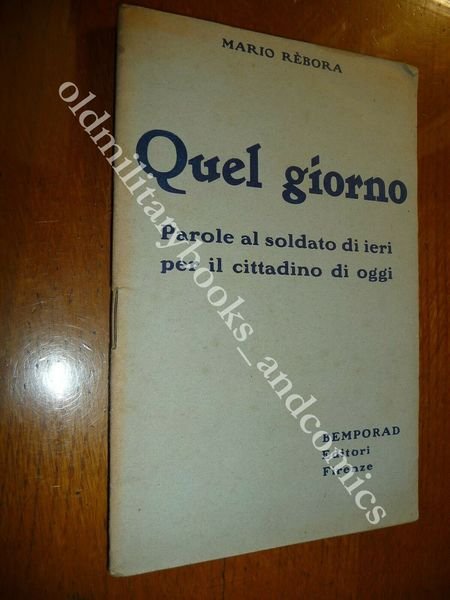 MARIO RÈBORA
Quel giorno
Parole al soldato di ieri
per il cittadino di oggi
BEMPORAD
Editori
Firenze
oldmilitarybooks_andcomics